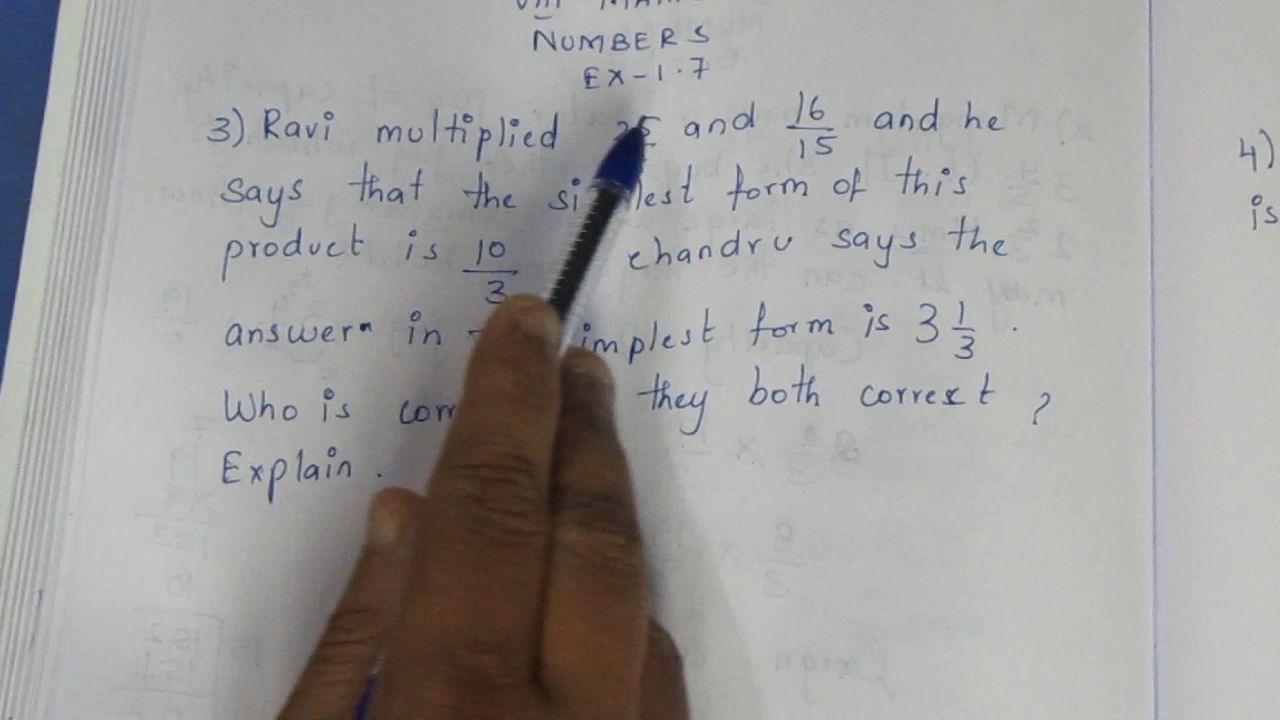 NUMBERS
EX-1.7
3) Ravi multiplied and 16/15 and he
says that the form of this
product is 10/3 chandru says the
answer in implest form is 3 1/3 .
Who is they both correct ?
Explain .
4)
is